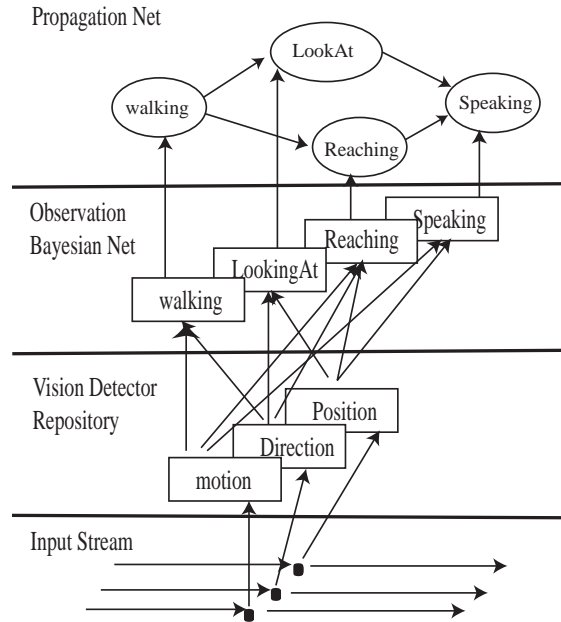 Propagation Net
LookAt
walking
Speaking
Reaching
Observation
Bayesian Net
Speaking
Reaching
LookingAt
walking
Vision Detector
Repository
Position
Direction
motion
Input Stream